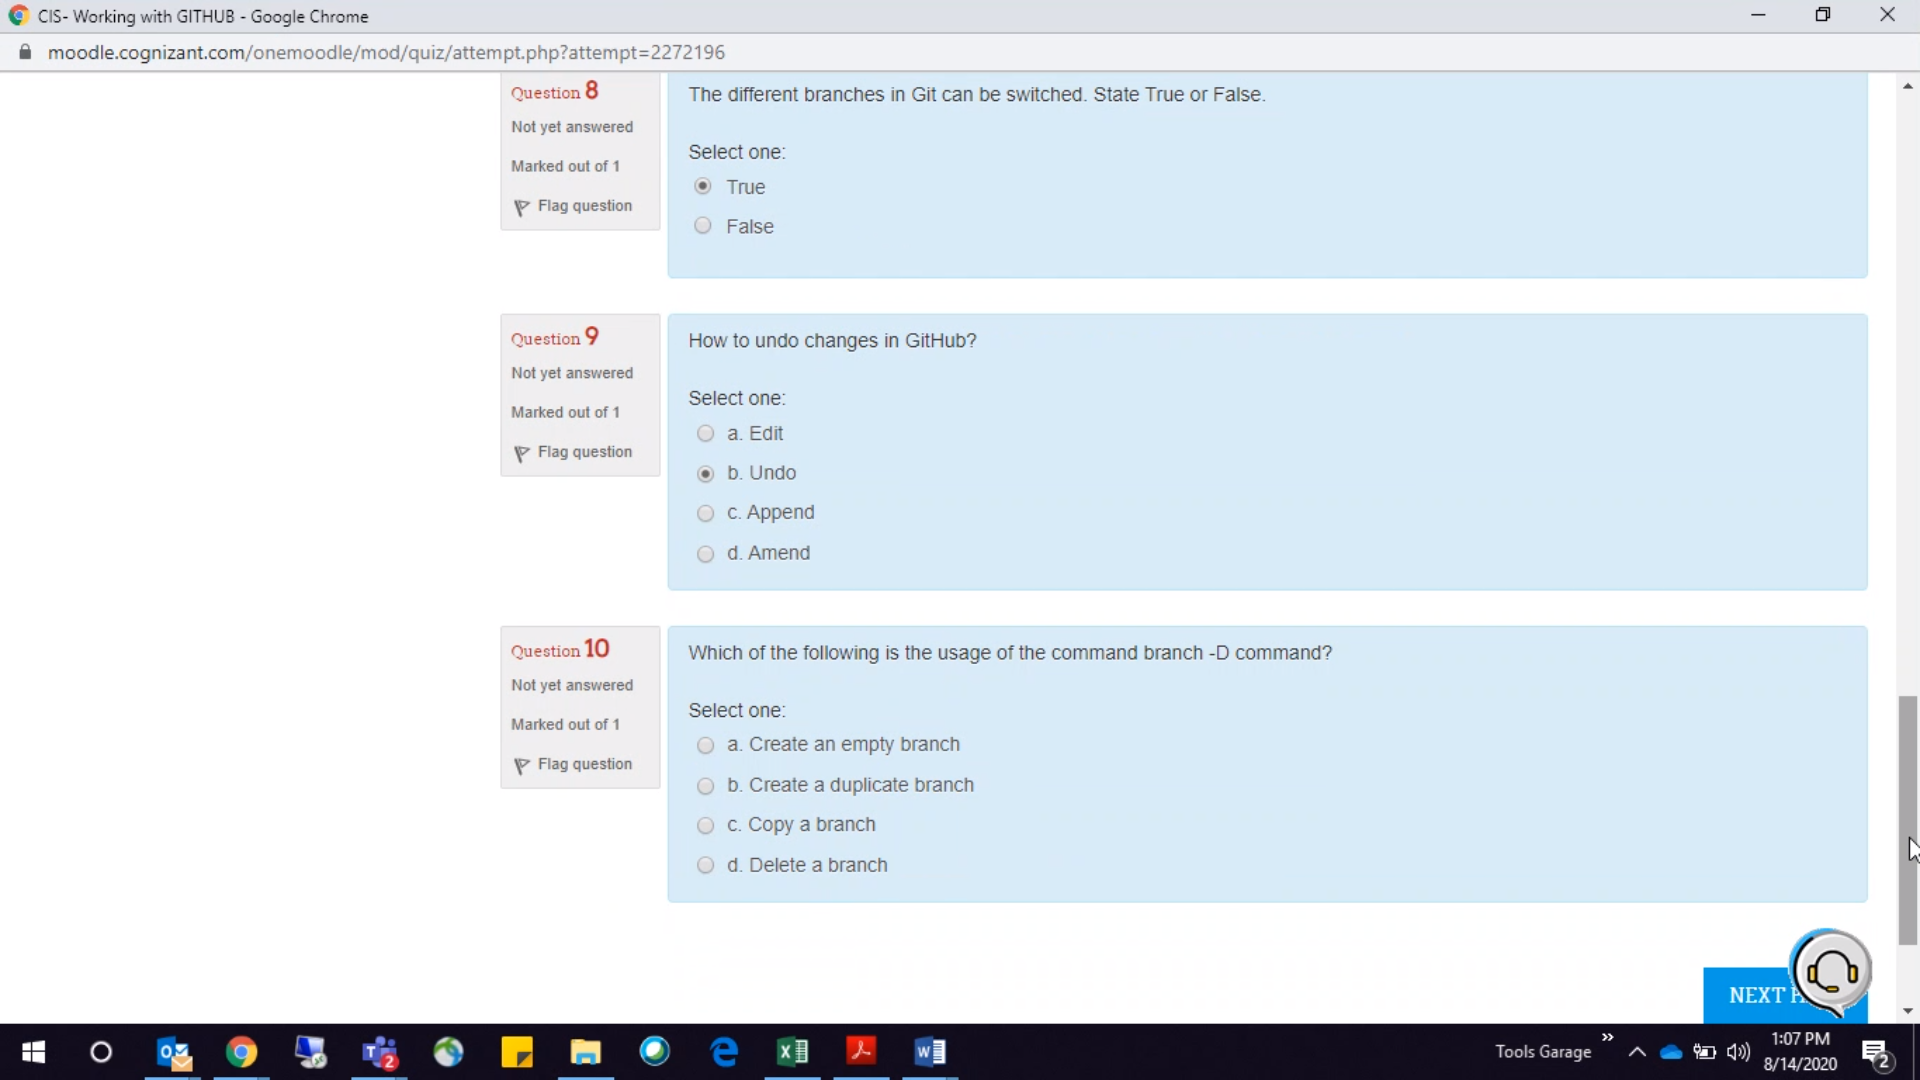 CIS- Working with GITHUB - Google Chrome
moodle.cognizant.com/onemoodle/mod/quiz/attempt.php?attempt=2272196
Question 8
Not yet answered
Marked out of 1
Flag question
The different branches in Git can be switched. State True or False.
Select one:
True
False
Question 9
Not yet answered
Marked out of 1
Flag question
How to undo changes in GitHub?
Select one:
a. Edit
b. Undo
c. Append
d. Amend
Question 10
Not yet answered
Marked out of 1
Flag question
Which of the following is the usage of the command branch -D command?
Select one:
a. Create an empty branch
b. Create a duplicate branch
c. Copy a branch
d. Delete a branch
NEXT
Tools Garage
1:07 PM
8/14/2020
2
2